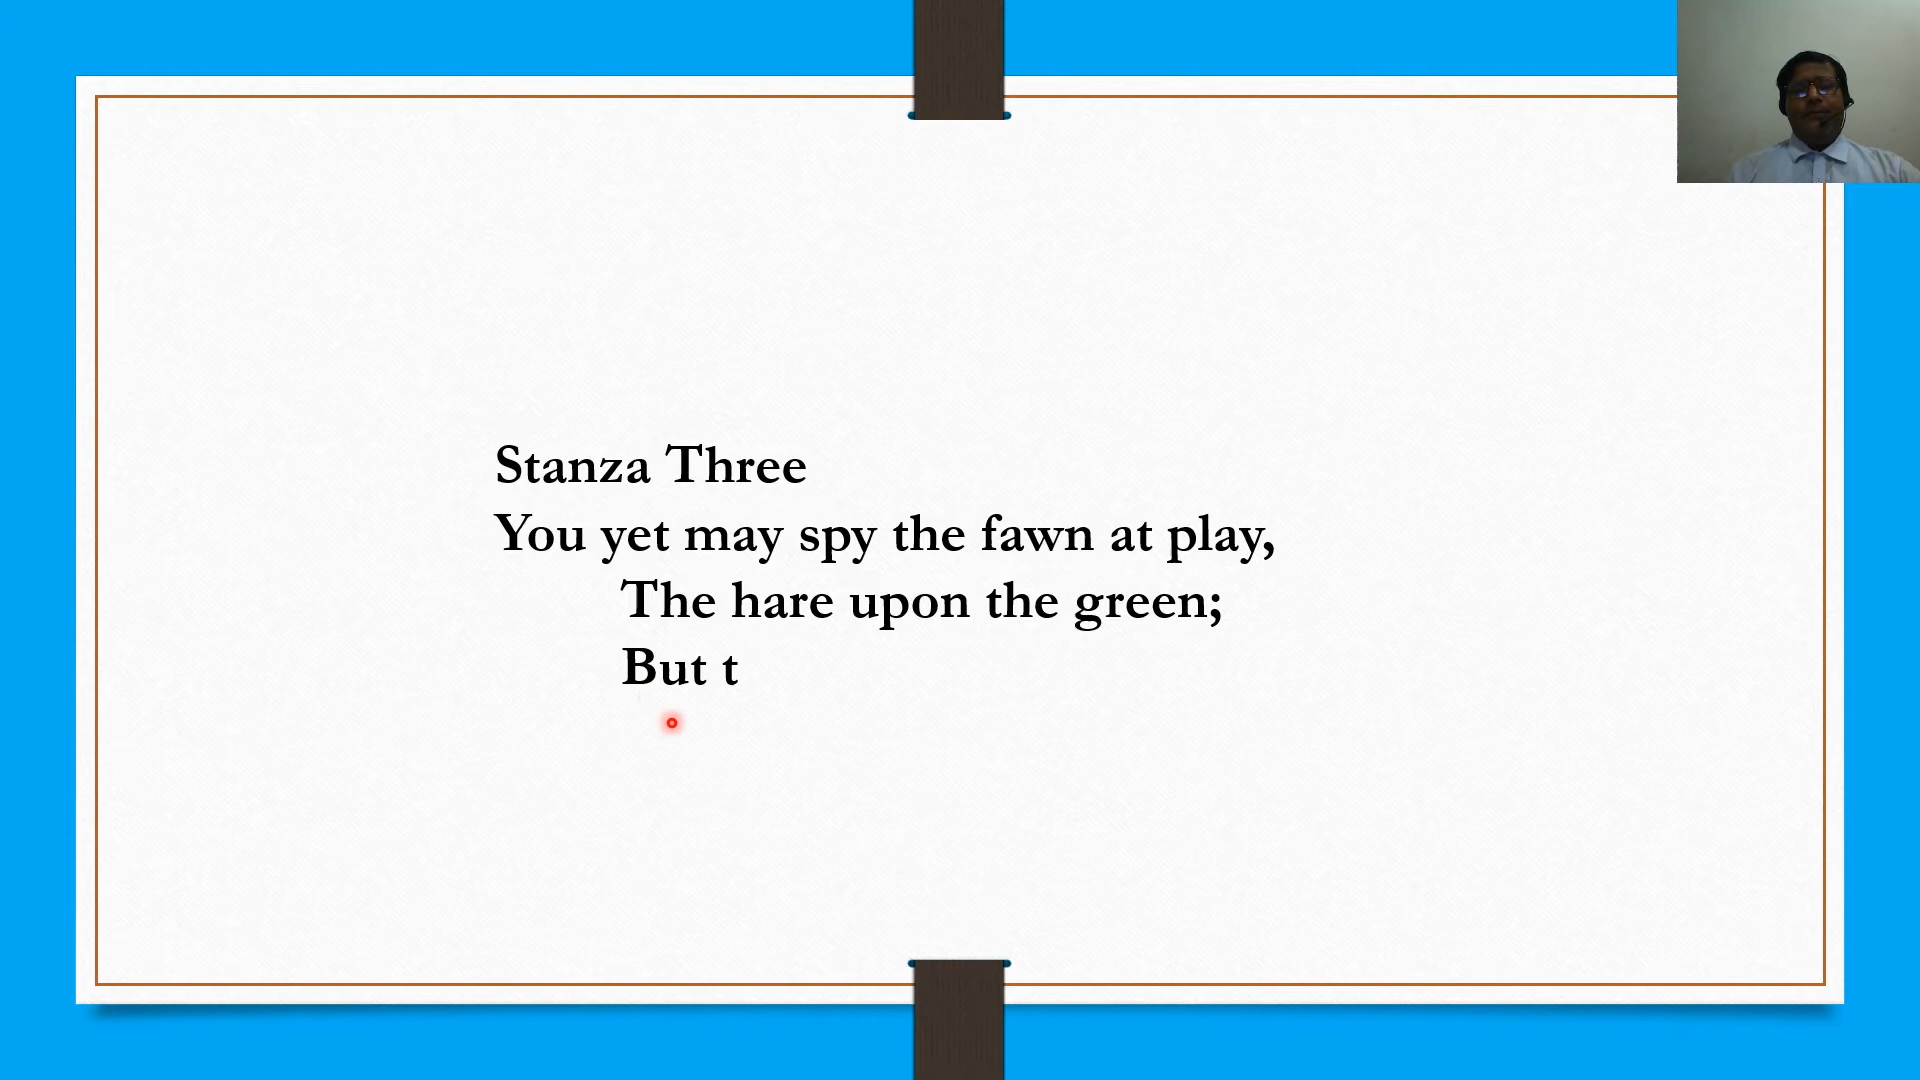 Stanza Three
You yet may spy the fawn at play,
The hare upon the green;
But t